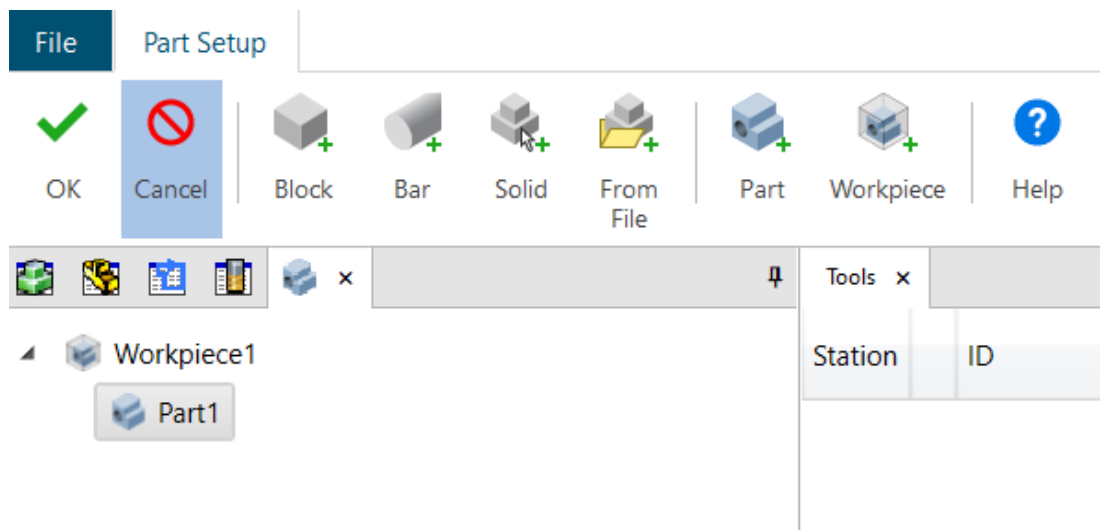 File Part Setup
OK Cancel Block Bar Solid From File Part Workpiece Help
Tools
Station ID
Workpiece1
Part1